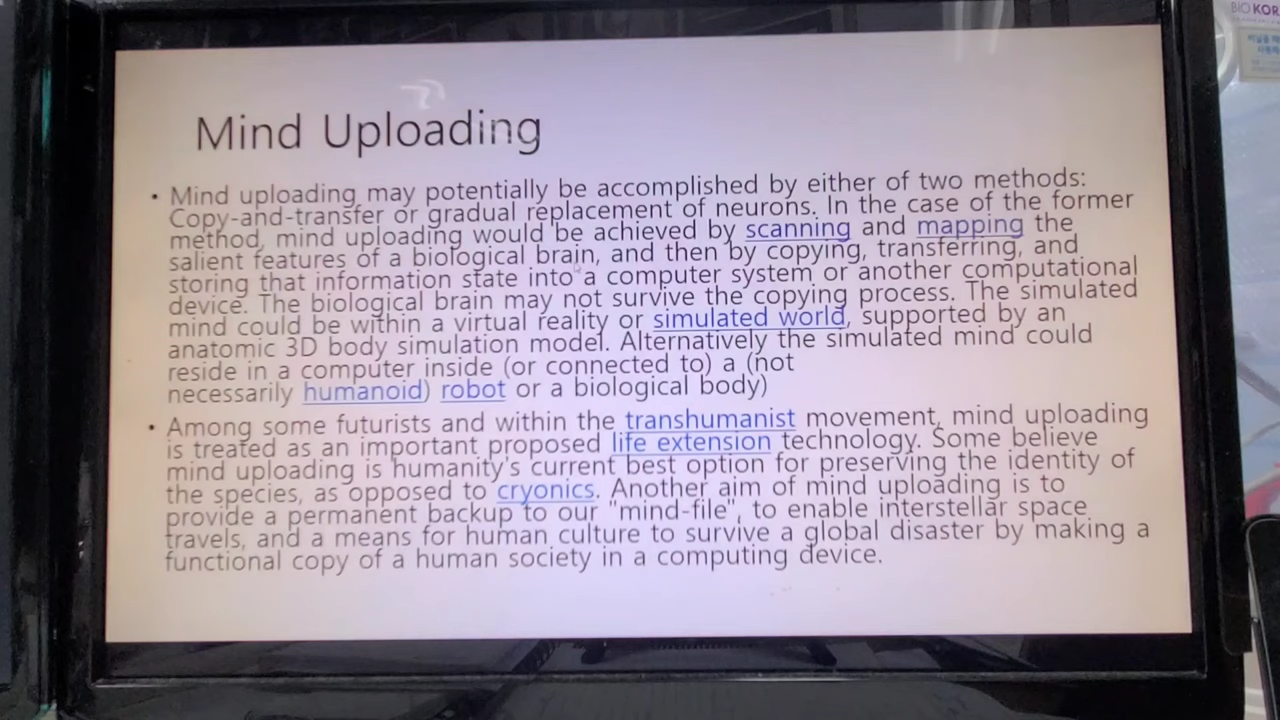 BIO KOR
Mind Uploading
• Mind uploading may potentially be accomplished by either of two methods:
Copy-and-transfer or gradual replacement of neurons. In the case of the former
method, mind uploading would be achieved by scanning and mapping the
salient features of a biological brain, and then by copying, transferring, and
storing that information state into a computer system or another computational
device. The biological brain may not survive the copying process. The simulated
mind could be within a virtual reality or simulated world, supported by an
anatomic 3D body simulation model. Alternatively the simulated mind could
reside in a computer inside (or connected to) a (not
necessarily humanoid) robot or a biological body)
• Among some futurists and within the transhumanist movement, mind uploading
is treated as an important proposed life extension technology. Some believe
mind uploading is humanity's current best option for preserving the identity of
the species, as opposed to cryonics. Another aim of mind uploading is to
provide a permanent backup to our "mind-file", to enable interstellar space
travels, and a means for human culture to survive a global disaster by making a
functional copy of a human society in a computing device.